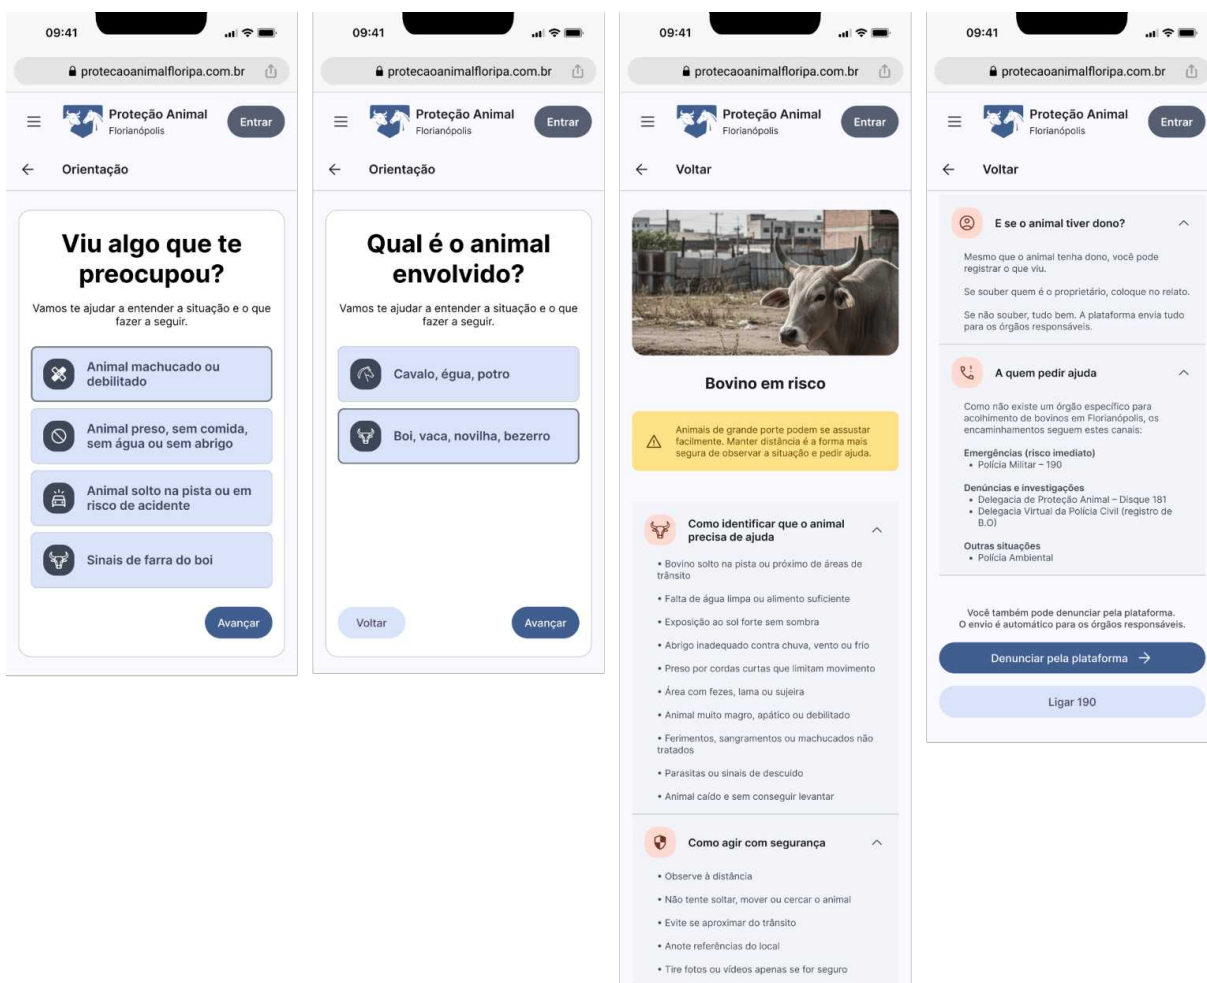 09:41
protecaoanimalfloripa.com.br
Proteção Animal
Florianópolis
Entrar
Orientação
Viu algo que te
preocupou?
Vamos te ajudar a entender a situação e o que
fazer a seguir.
Animal machucado ou
debilitado
Animal preso, sem comida,
sem água ou sem abrigo
Animal solto na pista ou em
risco de acidente
Sinais de farra do boi
Avançar
09:41
protecaoanimalfloripa.com.br
Proteção Animal
Florianópolis
Entrar
Orientação
Qual é o animal
envolvido?
Vamos te ajudar a entender a situação e o que
fazer a seguir.
Cavalo, égua, potro
Boi, vaca, novilha, bezerro
Voltar
Avançar
09:41
protecaoanimalfloripa.com.br
Proteção Animal
Florianópolis
Entrar
Voltar
Bovino em risco
Animais de grande porte podem se assustar
facilmente. Manter distância é a forma mais
segura de observar a situação e pedir ajuda.
Como identificar que o animal
precisa de ajuda
• Bovino solto na pista ou próximo de áreas de
trânsito
• Falta de água limpa ou alimento suficiente
• Exposição ao sol forte sem sombra
• Abrigo inadequado contra chuva, vento ou frio
• Preso por cordas curtas que limitam movimento
• Área com fezes, lama ou sujeira
• Animal muito magro, apático ou debilitado
• Ferimentos, sangramentos ou machucados não
tratados
• Parasitas ou sinais de descuido
• Animal caído e sem conseguir levantar
Como agir com segurança
• Observe à distância
• Não tente soltar, mover ou cercar o animal
• Evite se aproximar do trânsito
• Anote referências do local
• Tire fotos ou vídeos apenas se for seguro
09:41
protecaoanimalfloripa.com.br
Proteção Animal
Florianópolis
Entrar
Voltar
E se o animal tiver dono?
Mesmo que o animal tenha dono, você pode
registrar o que viu.
Se souber quem é o proprietário, coloque no relato.
Se não souber, tudo bem. A plataforma envia tudo
para os órgãos responsáveis.
A quem pedir ajuda
Como não existe um órgão específico para
acolhimento de bovinos em Florianópolis, os
encaminhamentos seguem estes canais:
Emergências (risco imediato)
• Polícia Militar – 190
Denúncias e investigações
• Delegacia de Proteção Animal – Disque 181
• Delegacia Virtual da Polícia Civil (registro de
B.O)
Outras situações
• Polícia Ambiental
Você também pode denunciar pela plataforma.
O envio é automático para os órgãos responsáveis.
Denunciar pela plataforma →
Ligar 190